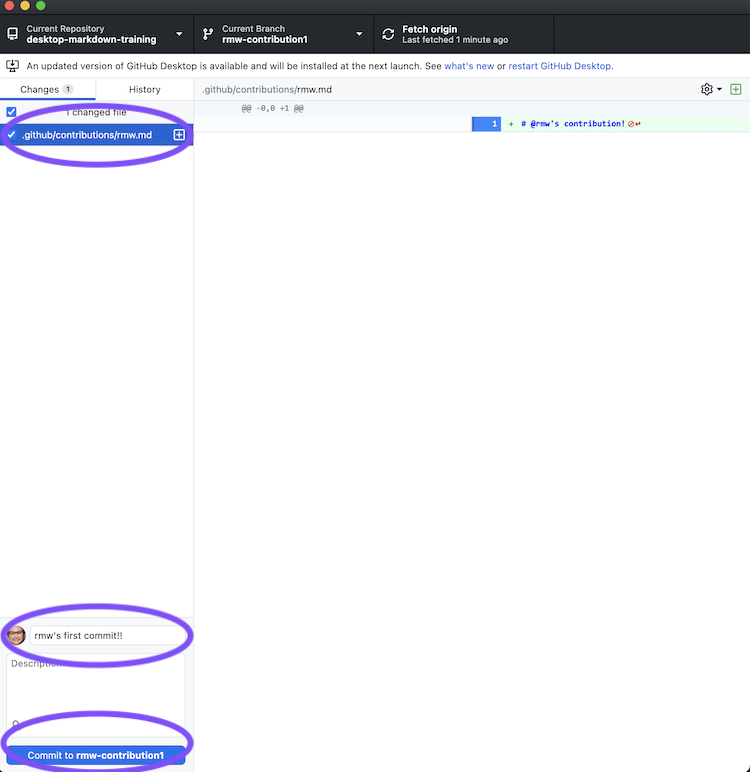 Current Repository
desktop-markdown-training
Current Branch
rmw-contribution1
Fetch origin
Last fetched 1 minute ago
An updated version of GitHub Desktop is available and will be installed at the next launch. See what's new or restart GitHub Desktop.
Changes 1
History
.github/contributions/rmw.md
1 changed file
@@ -0,0 +1 @@
.github/contributions/rmw.md
1 + # @rmw's contribution!
rmw's first commit!!
Description
Commit to rmw-contribution1